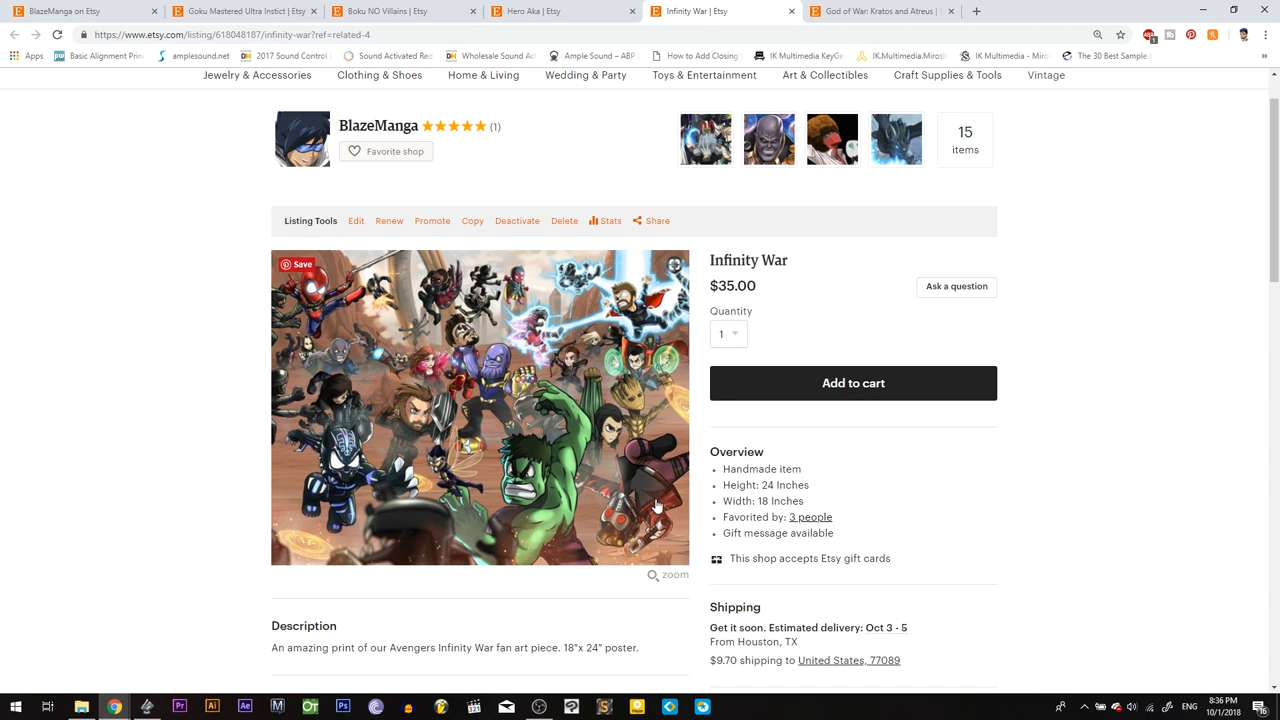 BlazeManga on Etsy
Goku Mastered Ultra Instict | Etsy
Boku NO Villains | Etsy
Hero Aka | Etsy
Infinity War | Etsy
God of War: Kratos and Atreus |
https://www.etsy.com/listing/618048187/infinity-war?ref=related-4
Apps
Basic Alignment Prin
amplesound.net
2017 Sound Control
Sound Activated Red
Wholesale Sound Ac
Ample Sound – ABP
How to Add Closing
IK Multimedia KeyGe
IK.Multimedia.Mirosl
IK Multimedia - Miro
The 30 Best Sample L
Jewelry & Accessories
Clothing & Shoes
Home & Living
Wedding & Party
Toys & Entertainment
Art & Collectibles
Craft Supplies & Tools
Vintage
BlazeManga (1)
Favorite shop
15
items
Listing Tools Edit Renew Promote Copy Deactivate Delete Stats Share
Save
Infinity War
$35.00
Ask a question
Quantity
1
Add to cart
Overview
Handmade item
Height: 24 Inches
Width: 18 Inches
Favorited by: 3 people
Gift message available
This shop accepts Etsy gift cards
zoom
Shipping
Get it soon. Estimated delivery: Oct 3 - 5
From Houston, TX
$9.70 shipping to United States, 77089
Description
An amazing print of our Avengers Infinity War fan art piece. 18"x 24" poster.
8:36 PM
10/1/2018